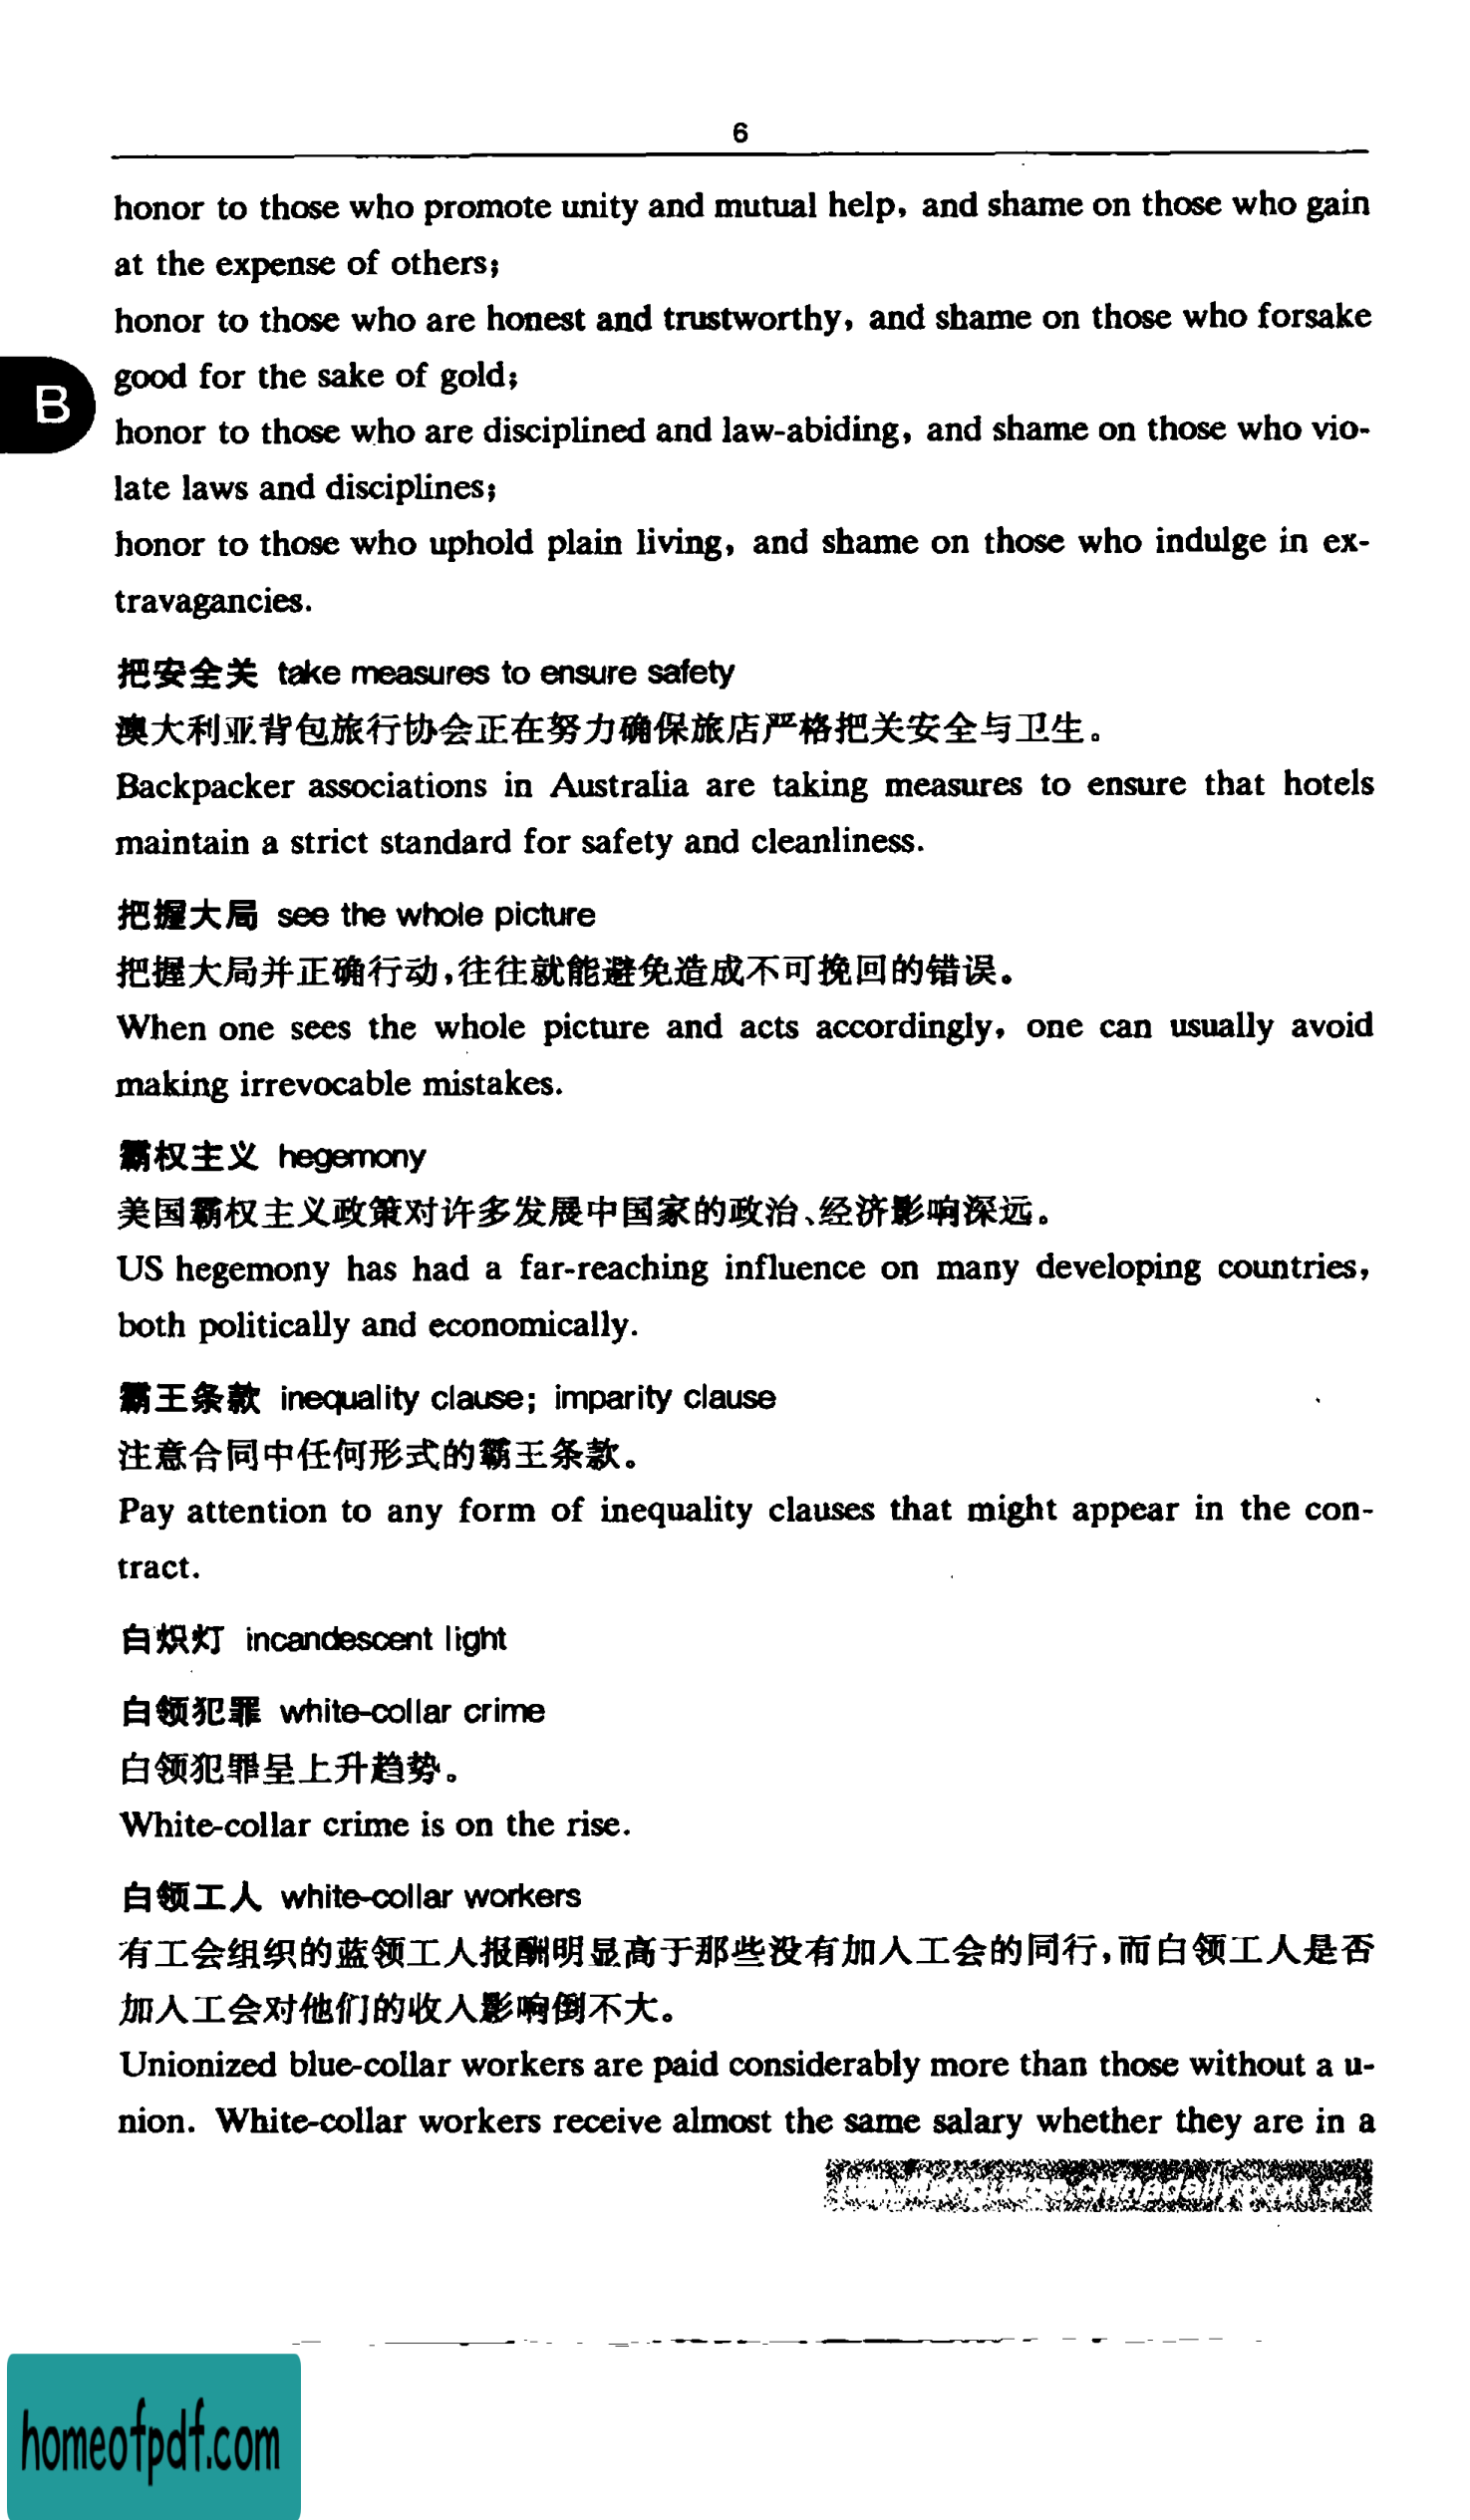 6
honor to those who promote unity and mutual help, and shame on those who gain
at the expense of others;
honor to those who are honest and trustworthy, and shame on those who forsake
good for the sake of gold;
B
honor to those who are disciplined and law-abiding, and shame on those who vio-
late laws and disciplines;
honor to those who uphold plain living, and shame on those who indulge in ex-
travagancies.
把安全关 take measures to ensure safety
澳大利亚背包旅行协会正在努力确保旅店严格把关安全与卫生。
Backpacker associations in Australia are taking measures to ensure that hotels
maintain a strict standard for safety and cleanliness.
把握大局 see the whole picture
把握大局并正确行动,往往就能避免造成不可挽回的错误。
When one sees the whole picture and acts accordingly, one can usually avoid
making irrevocable mistakes.
霸权主义 hegemony
美国霸权主义政策对许多发展中国家的政治、经济影响深远。
US hegemony has had a far-reaching influence on many developing countries,
both politically and economically.
霸王条款 inequality clause; imparity clause
注意合同中任何形式的霸王条款。
Pay attention to any form of inequality clauses that might appear in the con-
tract.
白炽灯 incandescent light
白领犯罪 white-collar crime
白领犯罪呈上升趋势。
White-collar crime is on the rise.
白领工人 white-collar workers
有工会组织的蓝领工人报酬明显高于那些没有加入工会的同行,而白领工人是否
加入工会对他们的收入影响倒不大。
Unionized blue-collar workers are paid considerably more than those without a u-
nion. White-collar workers receive almost the same salary whether they are in a
homeofpdf.com